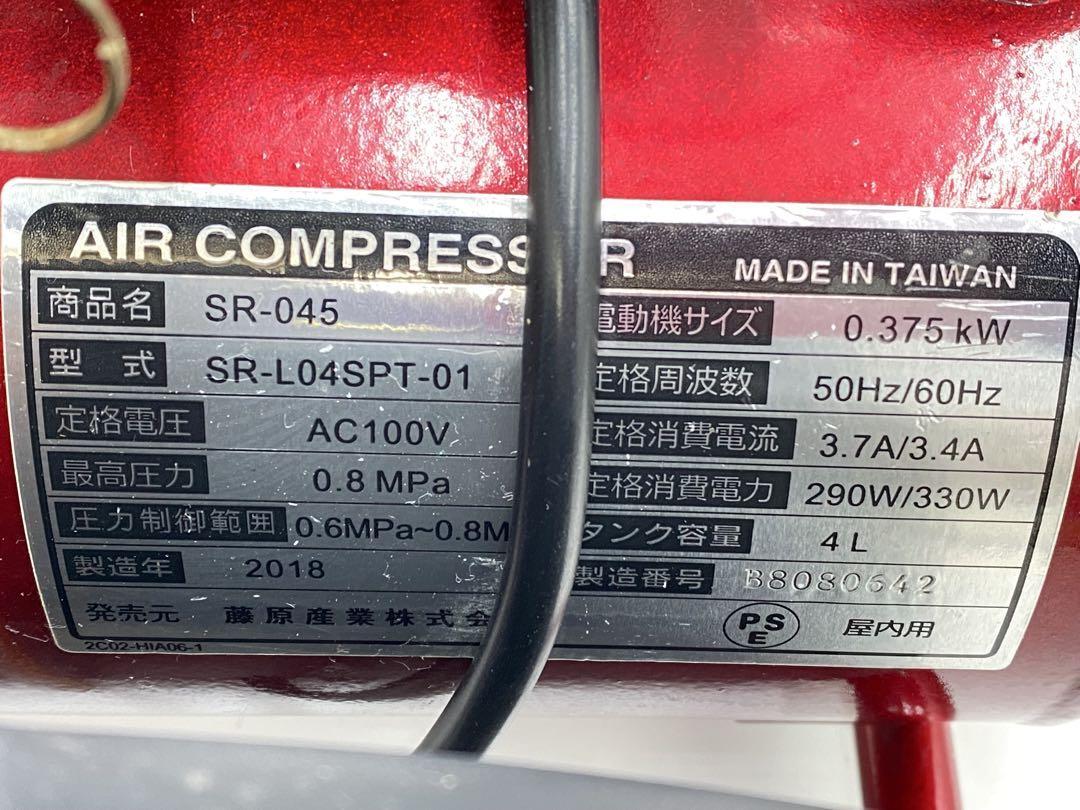 AIR COMPRESS R MADE IN TAIWAN
商品名 SR-045 電動機サイズ 0.375 kW
型式 SR-L04SPT-01 定格周波数 50Hz/60Hz
定格電圧 AC100V 定格消費電流 3.7A/3.4A
最高圧力 0.8 MPa 定格消費電力 290W/330W
圧力制御範囲 0.6MPa~0.8M タンク容量 4 L
製造年 2018 製造番号 B8080642
発売元 藤原産業株式会 PSE 屋内用
2C02-HIA06-1